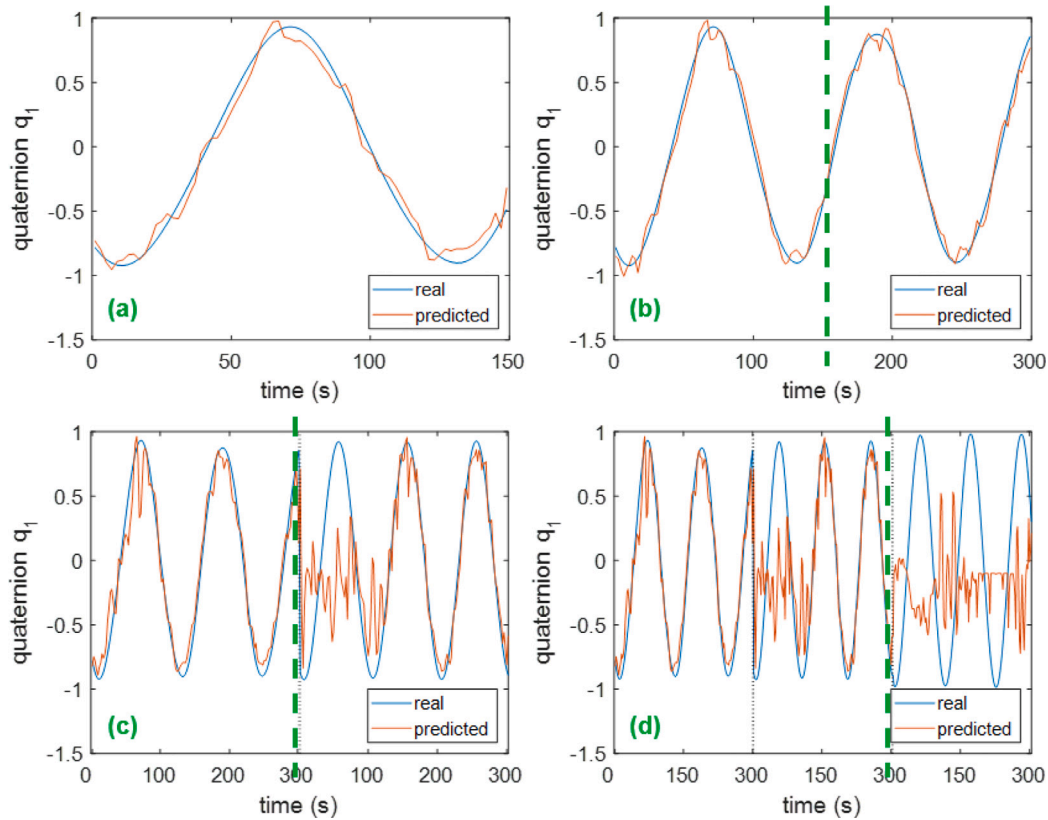 1
0.5
0
-0.5
-1
-1.5
quaternion q1
(a)
real
predicted
0 50 100 150
time (s)
1
0.5
0
-0.5
-1
-1.5
quaternion q1
(b)
real
predicted
0 100 200 300
time (s)
1
0.5
0
-0.5
-1
-1.5
quaternion q1
(c)
real
predicted
0 100 200 300 100 200 300
time (s)
1
0.5
0
-0.5
-1
-1.5
quaternion q1
(d)
real
predicted
0 150 300 150 300 150 300
time (s)